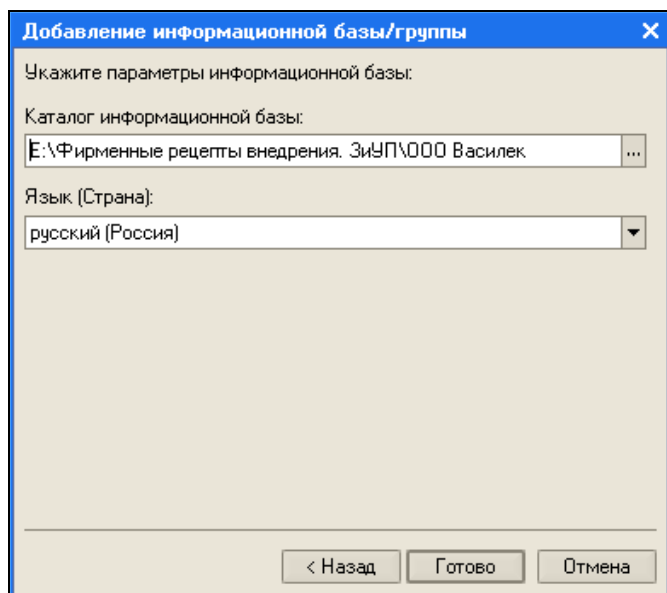 Добавление информационной базы/группы
Укажите параметры информационной базы:
Каталог информационной базы:
E:\Фирменные рецепты внедрения. ЗиУП\ООО Василек
...
Язык (Страна):
русский (Россия)
< Назад
Готово
Отмена